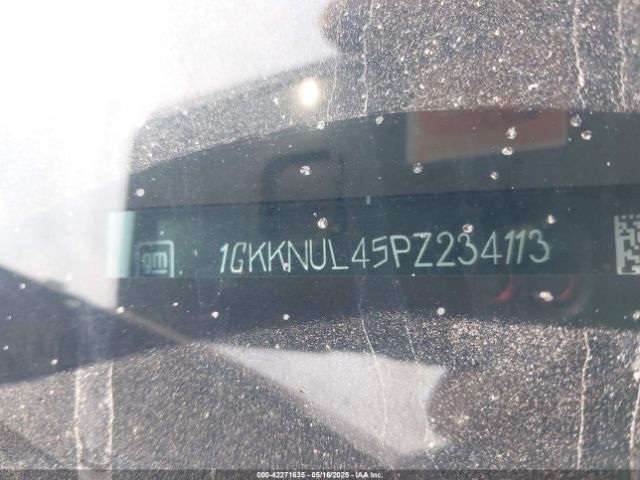 gm 1GKKNUL45PZ234113
000-42271635 - 05/16/2025 - © IAA Inc.